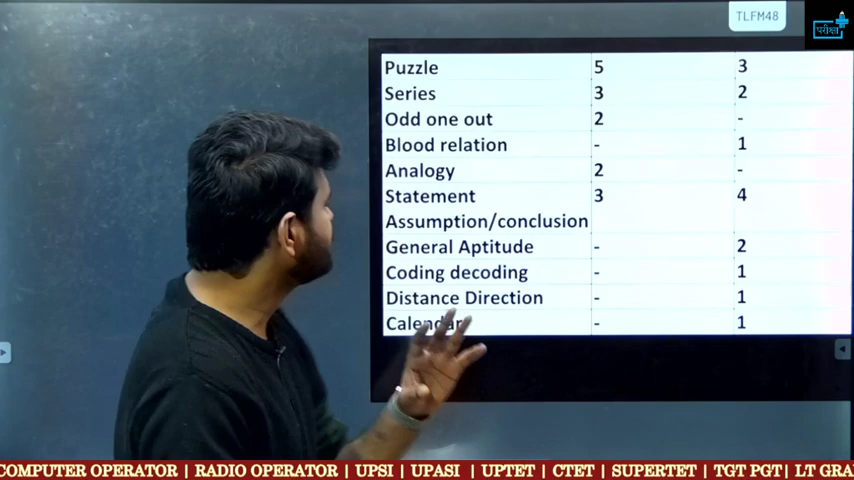 TLFM48
परीक्षा
Puzzle 5 3
Series 3 2
Odd one out 2 -
Blood relation - 1
Analogy 2 -
Statement 3 4
Assumption/conclusion
General Aptitude - 2
Coding decoding - 1
Distance Direction - 1
Calendar - 1
COMPUTER OPERATOR | RADIO OPERATOR | UPSI | UPASI | UPTET | CTET | SUPERTET | TGT PGT | LT GRA